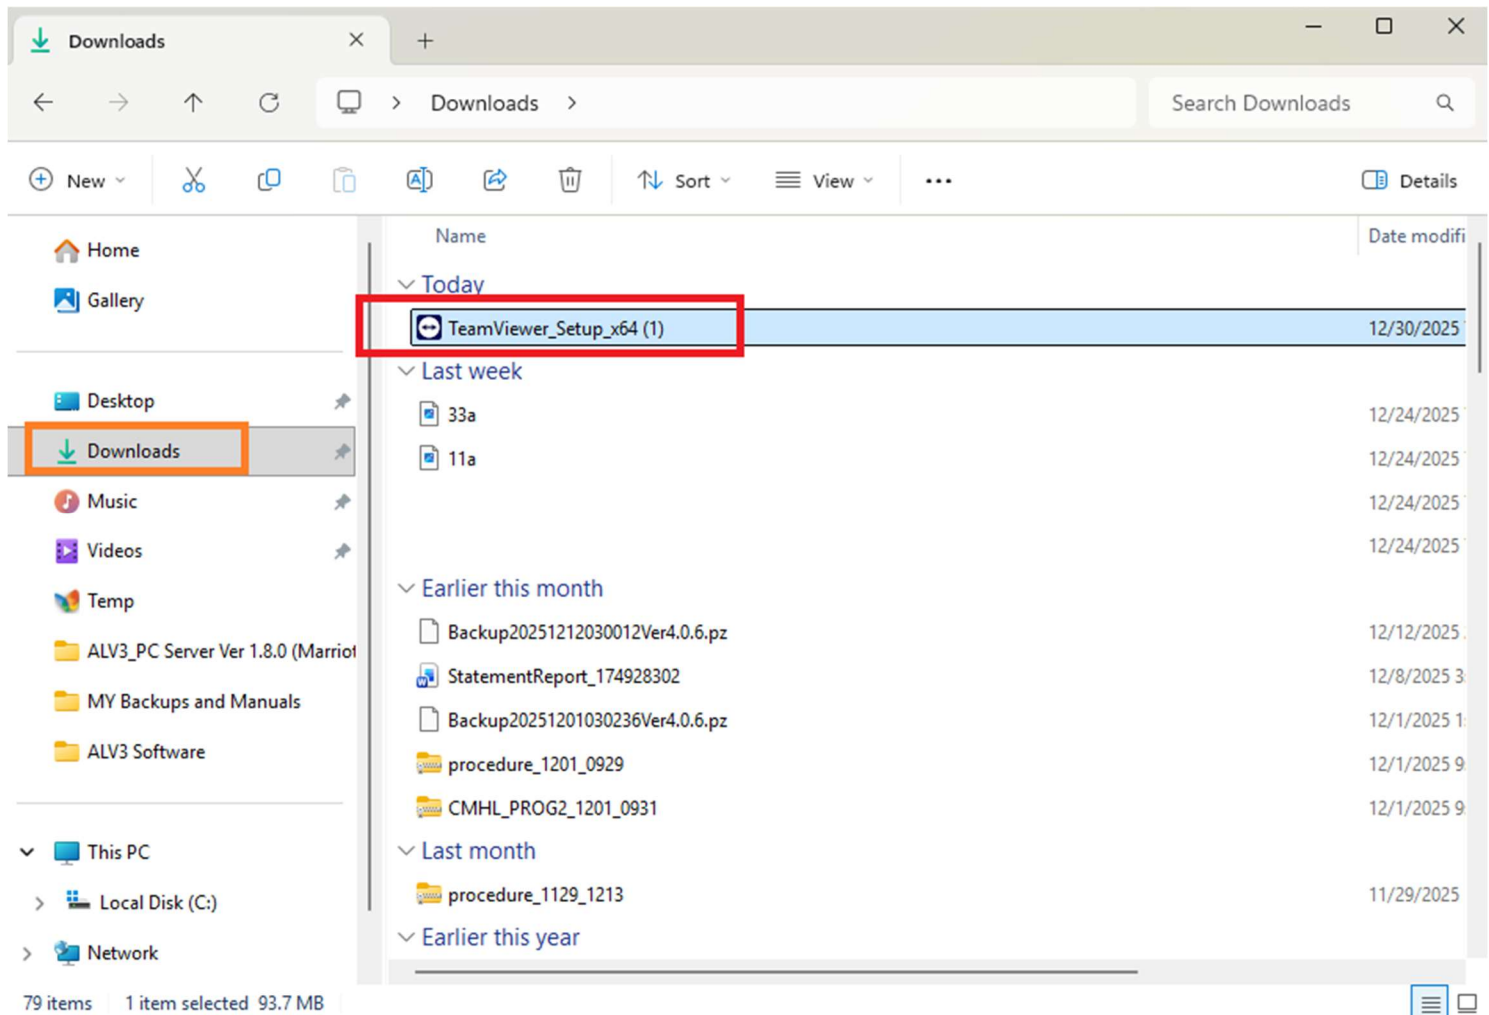 Downloads
Downloads
Search Downloads
New
Sort
View
Details
Home
Gallery
Desktop
Downloads
Music
Videos
Temp
ALV3_PC Server Ver 1.8.0 (Marriot
MY Backups and Manuals
ALV3 Software
This PC
Local Disk (C:)
Network
Name Date modifi
Today
TeamViewer_Setup_x64 (1) 12/30/2025
Last week
33a 12/24/2025
11a 12/24/2025
12/24/2025
12/24/2025
Earlier this month
Backup20251212030012Ver4.0.6.pz 12/12/2025
StatementReport_174928302 12/8/2025 3:
Backup20251201030236Ver4.0.6.pz 12/1/2025 1:
procedure_1201_0929 12/1/2025 9:
CMHL_PROG2_1201_0931 12/1/2025 9:
Last month
procedure_1129_1213 11/29/2025
Earlier this year
79 items 1 item selected 93.7 MB